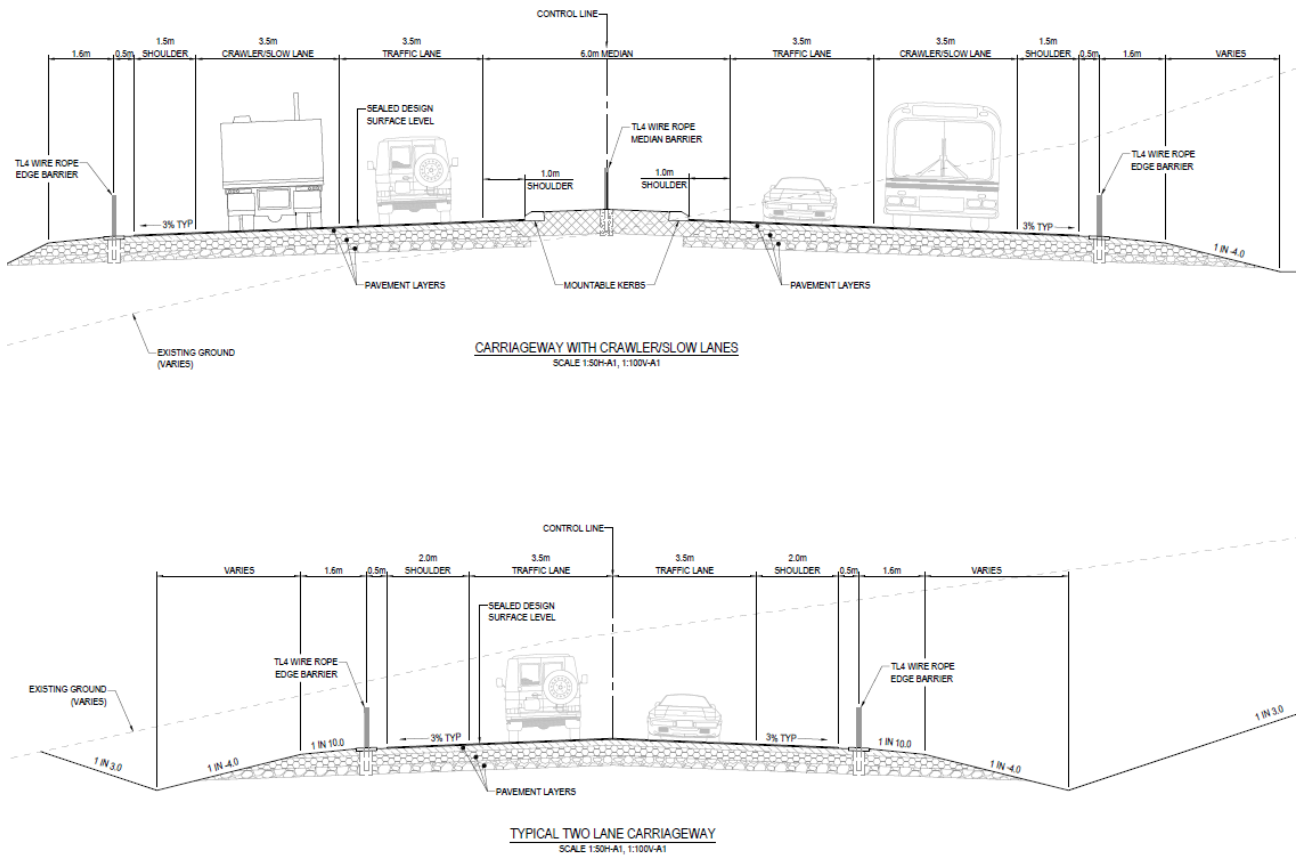 CONTROL LINE
1.6m
0.5m
1.5m
SHOULDER
3.5m
CRAWLER/SLOW LANE
3.5m
TRAFFIC LANE
6.0m MEDIAN
3.5m
TRAFFIC LANE
3.5m
CRAWLER/SLOW LANE
1.5m
SHOULDER
0.5m
1.6m
VARIES
SEALED DESIGN
SURFACE LEVEL
TL4 WIRE ROPE
MEDIAN BARRIER
TL4 WIRE ROPE
EDGE BARRIER
TL4 WIRE ROPE
EDGE BARRIER
1.0m
SHOULDER
1.0m
SHOULDER
3% TYP
3% TYP
1 IN -4.0
PAVEMENT LAYERS
MOUNTABLE KERBS
PAVEMENT LAYERS
EXISTING GROUND
(VARIES)
CARRIAGEWAY WITH CRAWLER/SLOW LANES
SCALE 1:50H-A1, 1:100V-A1
CONTROL LINE
VARIES
1.6m
0.5m
2.0m
SHOULDER
3.5m
TRAFFIC LANE
3.5m
TRAFFIC LANE
2.0m
SHOULDER
0.5m
1.6m
VARIES
SEALED DESIGN
SURFACE LEVEL
TL4 WIRE ROPE
EDGE BARRIER
TL4 WIRE ROPE
EDGE BARRIER
EXISTING GROUND
(VARIES)
1 IN 3.0
1 IN -4.0
1 IN 10.0
3% TYP
3% TYP
1 IN 10.0
1 IN -4.0
1 IN 3.0
PAVEMENT LAYERS
TYPICAL TWO LANE CARRIAGEWAY
SCALE 1:50H-A1, 1:100V-A1